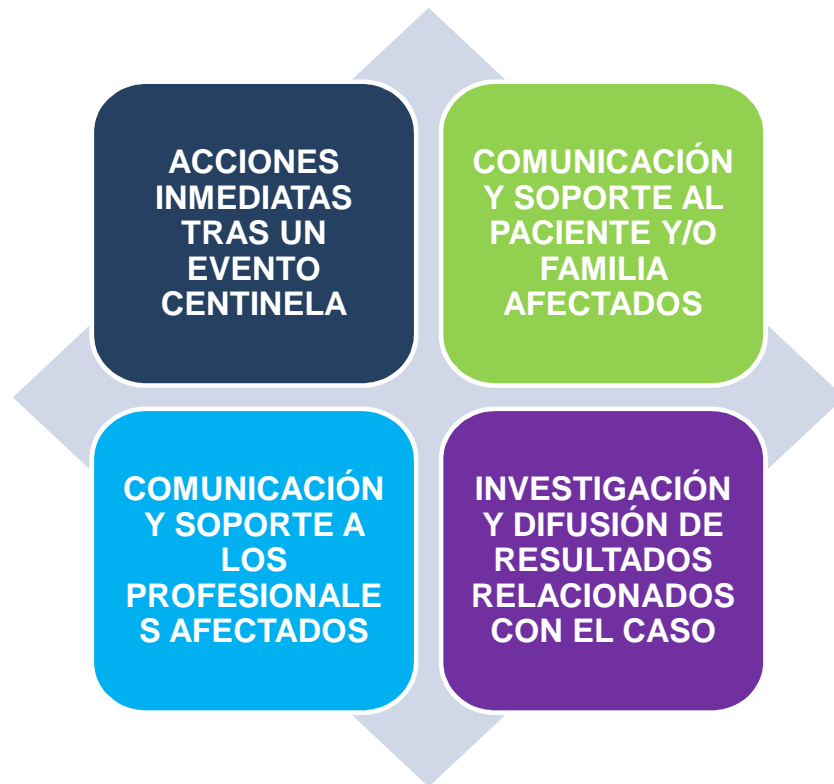 ACCIONES
INMEDIATAS
TRAS UN
EVENTO
CENTINELA
COMUNICACIÓN
Y SOPORTE AL
PACIENTE Y/O
FAMILIA
AFECTADOS
COMUNICACIÓN
Y SOPORTE A
LOS
PROFESIONALE
S AFECTADOS
INVESTIGACIÓN
Y DIFUSIÓN DE
RESULTADOS
RELACIONADOS
CON EL CASO